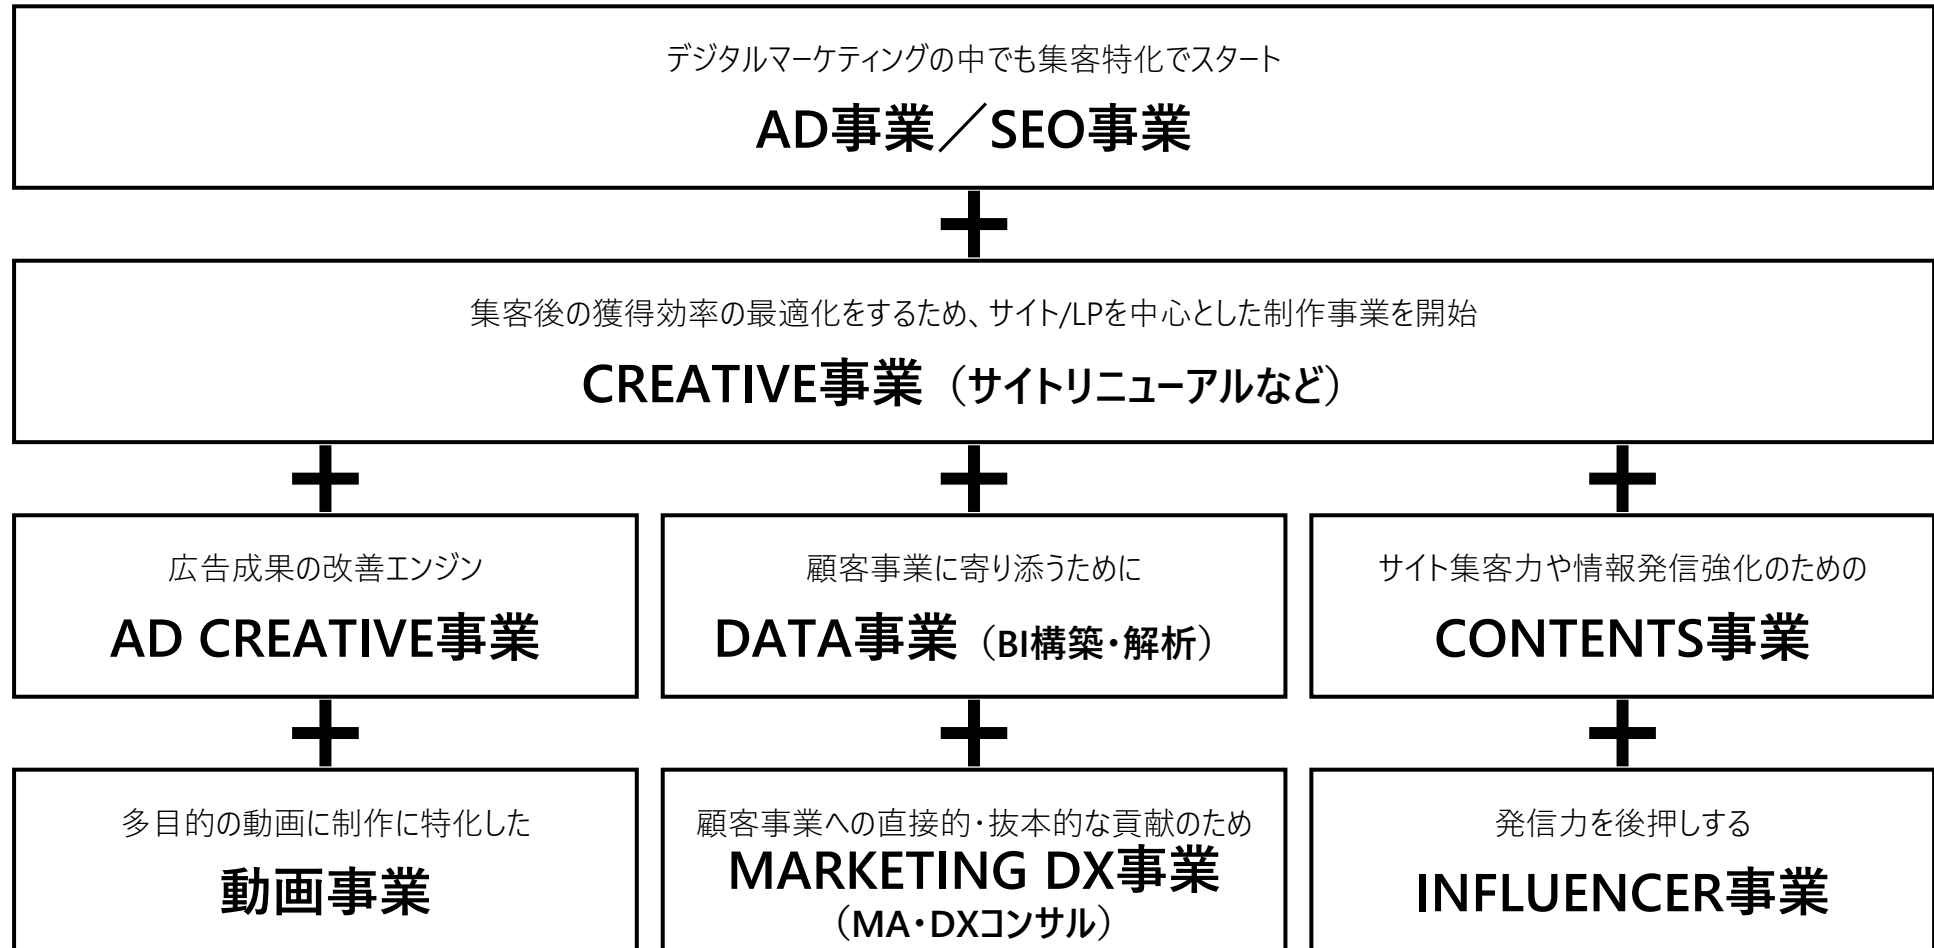 デジタルマーケティングの中でも集客特化でスタート
AD事業／SEO事業
集客後の獲得効率の最適化をするため、サイト/LPを中心とした制作事業を開始
CREATIVE事業（サイトリニューアルなど）
広告成果の改善エンジン
AD CREATIVE事業
顧客事業に寄り添うために
DATA事業（BI構築・解析）
サイト集客力や情報発信強化のための
CONTENTS事業
多目的の動画に制作に特化した
動画事業
顧客事業への直接的・抜本的な貢献のため
MARKETING DX事業
（MA・DXコンサル）
発信力を後押しする
INFLUENCER事業